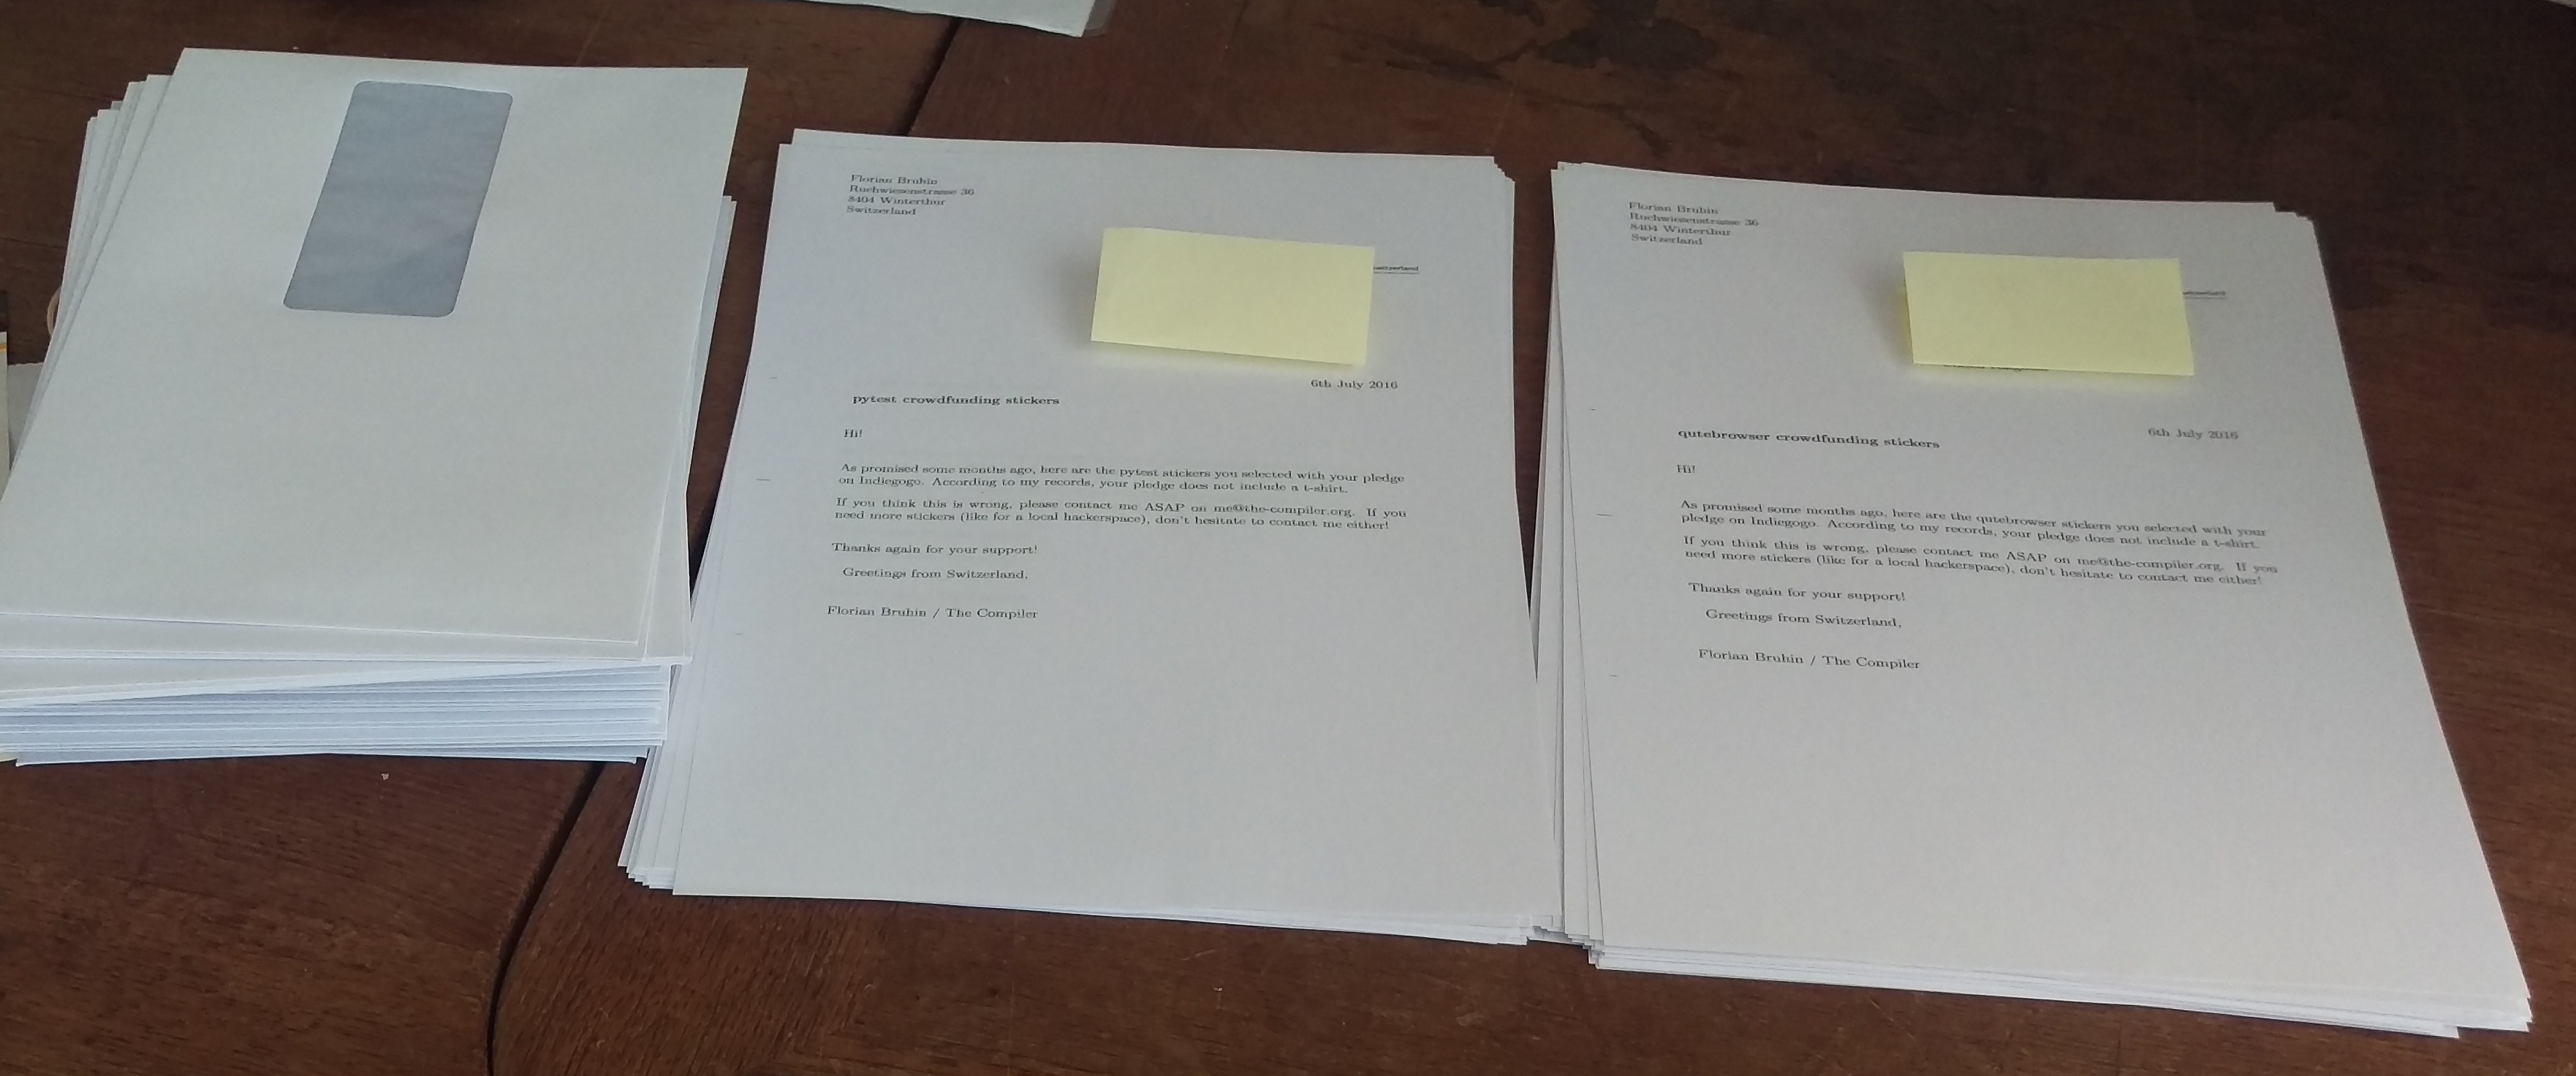 Florian Bruhin
Ruchwiesenstrasse 36
8404 Winterthur
Switzerland
6th July 2016
pytest crowdfunding stickers
Hi!
As promised some months ago, here are the pytest stickers you selected with your pledge
on Indiegogo. According to my records, your pledge does not include a t-shirt.
If you think this is wrong, please contact me ASAP on me@the-compiler.org. If you
need more stickers (like for a local hackerspace), don't hesitate to contact me either!
Thanks again for your support!
Greetings from Switzerland,
Florian Bruhin / The Compiler
Florian Bruhin
Ruchwiesenstrasse 36
8404 Winterthur
Switzerland
6th July 2016
qutebrowser crowdfunding stickers
Hi!
As promised some months ago, here are the qutebrowser stickers you selected with your
pledge on Indiegogo. According to my records, your pledge does not include a t-shirt.
If you think this is wrong, please contact me ASAP on me@the-compiler.org. If you
need more stickers (like for a local hackerspace), don't hesitate to contact me either!
Thanks again for your support!
Greetings from Switzerland,
Florian Bruhin / The Compiler